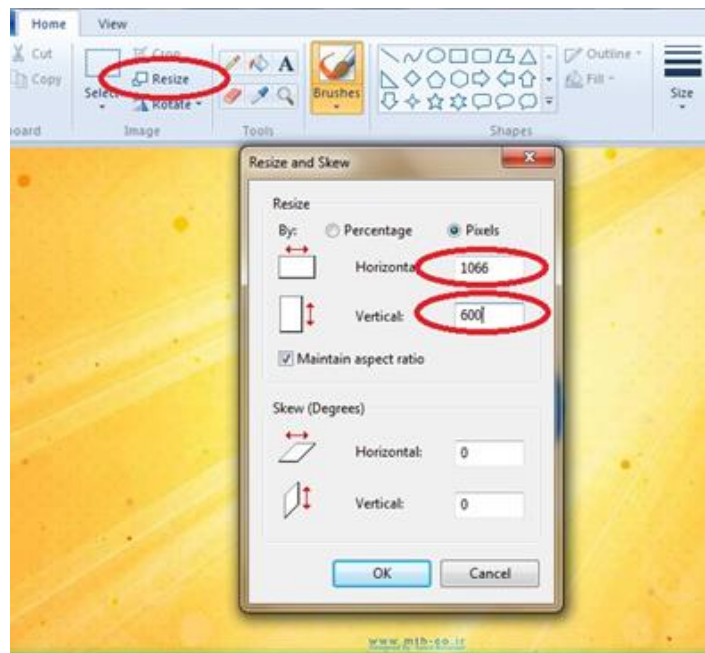 Home View
Cut
Copy
Select
Crop
Resize
Rotate
A
Brushes
Outline
Fill
Size
oard Image Tools Shapes
Resize and Skew
Resize
By: Percentage Pixels
Horizonta 1066
Vertical: 600
Maintain aspect ratio
Skew (Degrees)
Horizontal: 0
Vertical: 0
OK Cancel
www.mth-co.ir